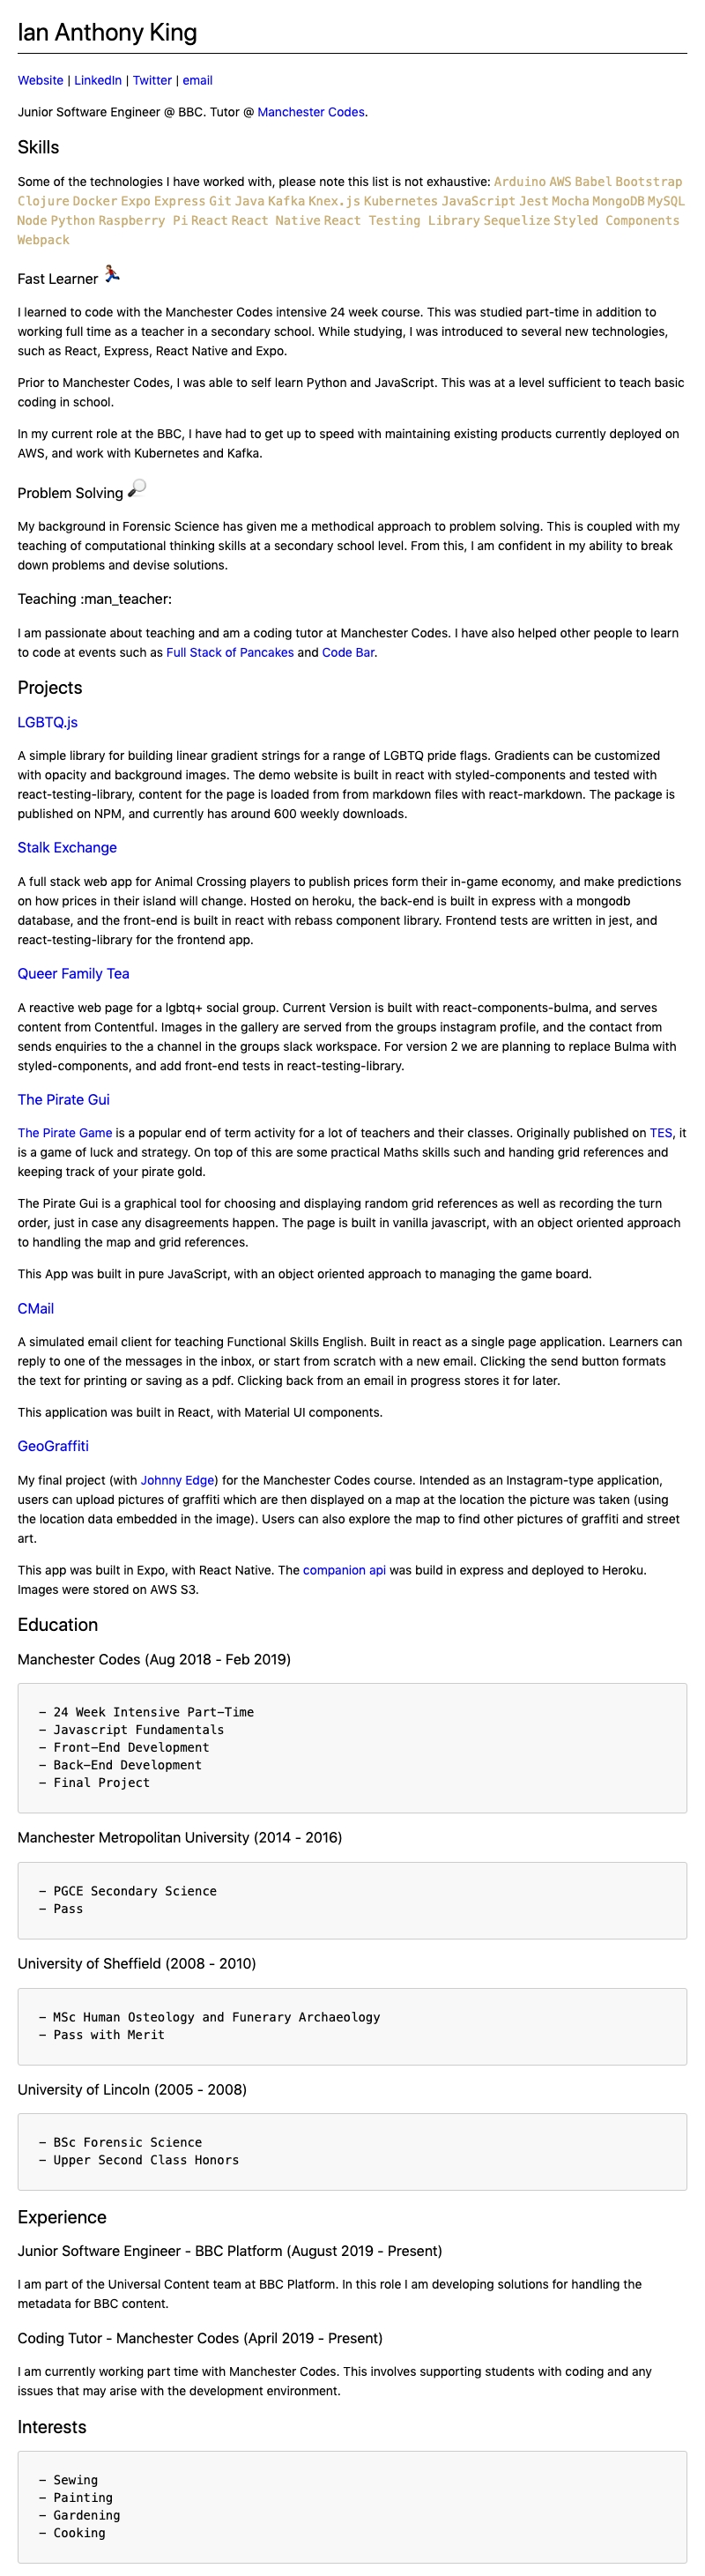 Ian Anthony King
Website | LinkedIn | Twitter | email
Junior Software Engineer @ BBC. Tutor @ Manchester Codes.
Skills
Some of the technologies I have worked with, please note this list is not exhaustive: Arduino AWS Babel Bootstrap
Clojure Docker Expo Express Git Java Kafka Knex.js Kubernetes JavaScript Jest Mocha MongoDB MySQL
Node Python Raspberry Pi React React Native React Testing Library Sequelize Styled Components
Webpack
Fast Learner 🏃
I learned to code with the Manchester Codes intensive 24 week course. This was studied part-time in addition to
working full time as a teacher in a secondary school. While studying, I was introduced to several new technologies,
such as React, Express, React Native and Expo.
Prior to Manchester Codes, I was able to self learn Python and JavaScript. This was at a level sufficient to teach basic
coding in school.
In my current role at the BBC, I have had to get up to speed with maintaining existing products currently deployed on
AWS, and work with Kubernetes and Kafka.
Problem Solving 🔎
My background in Forensic Science has given me a methodical approach to problem solving. This is coupled with my
teaching of computational thinking skills at a secondary school level. From this, I am confident in my ability to break
down problems and devise solutions.
Teaching :man_teacher:
I am passionate about teaching and am a coding tutor at Manchester Codes. I have also helped other people to learn
to code at events such as Full Stack of Pancakes and Code Bar.
Projects
LGBTQ.js
A simple library for building linear gradient strings for a range of LGBTQ pride flags. Gradients can be customized
with opacity and background images. The demo website is built in react with styled-components and tested with
react-testing-library, content for the page is loaded from from markdown files with react-markdown. The package is
published on NPM, and currently has around 600 weekly downloads.
Stalk Exchange
A full stack web app for Animal Crossing players to publish prices form their in-game economy, and make predictions
on how prices in their island will change. Hosted on heroku, the back-end is built in express with a mongodb
database, and the front-end is built in react with rebass component library. Frontend tests are written in jest, and
react-testing-library for the frontend app.
Queer Family Tea
A reactive web page for a lgbtq+ social group. Current Version is built with react-components-bulma, and serves
content from Contentful. Images in the gallery are served from the groups instagram profile, and the contact from
sends enquiries to the a channel in the groups slack workspace. For version 2 we are planning to replace Bulma with
styled-components, and add front-end tests in react-testing-library.
The Pirate Gui
The Pirate Game is a popular end of term activity for a lot of teachers and their classes. Originally published on TES, it
is a game of luck and strategy. On top of this are some practical Maths skills such and handing grid references and
keeping track of your pirate gold.
The Pirate Gui is a graphical tool for choosing and displaying random grid references as well as recording the turn
order, just in case any disagreements happen. The page is built in vanilla javascript, with an object oriented approach
to handling the map and grid references.
This App was built in pure JavaScript, with an object oriented approach to managing the game board.
CMail
A simulated email client for teaching Functional Skills English. Built in react as a single page application. Learners can
reply to one of the messages in the inbox, or start from scratch with a new email. Clicking the send button formats
the text for printing or saving as a pdf. Clicking back from an email in progress stores it for later.
This application was built in React, with Material UI components.
GeoGraffiti
My final project (with Johnny Edge) for the Manchester Codes course. Intended as an Instagram-type application,
users can upload pictures of graffiti which are then displayed on a map at the location the picture was taken (using
the location data embedded in the image). Users can also explore the map to find other pictures of graffiti and street
art.
This app was built in Expo, with React Native. The companion api was build in express and deployed to Heroku.
Images were stored on AWS S3.
Education
Manchester Codes (Aug 2018 - Feb 2019)
- 24 Week Intensive Part-Time
- Javascript Fundamentals
- Front-End Development
- Back-End Development
- Final Project
Manchester Metropolitan University (2014 - 2016)
- PGCE Secondary Science
- Pass
University of Sheffield (2008 - 2010)
- MSc Human Osteology and Funerary Archaeology
- Pass with Merit
University of Lincoln (2005 - 2008)
- BSc Forensic Science
- Upper Second Class Honors
Experience
Junior Software Engineer - BBC Platform (August 2019 - Present)
I am part of the Universal Content team at BBC Platform. In this role I am developing solutions for handling the
metadata for BBC content.
Coding Tutor - Manchester Codes (April 2019 - Present)
I am currently working part time with Manchester Codes. This involves supporting students with coding and any
issues that may arise with the development environment.
Interests
- Sewing
- Painting
- Gardening
- Cooking